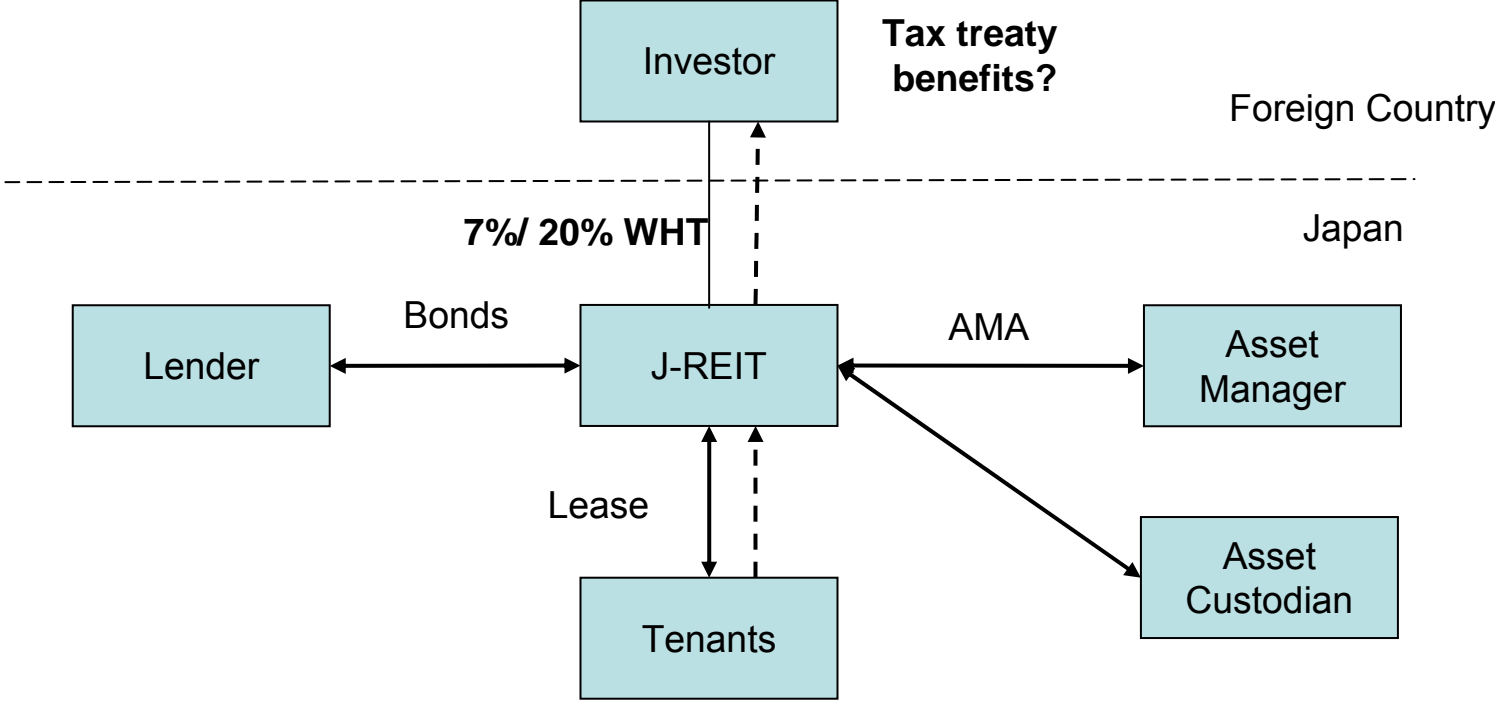 Investor
Tax treaty
benefits?
Foreign Country
7%/ 20% WHT
Japan
Lender
Bonds
J-REIT
AMA
Asset
Manager
Lease
Tenants
Asset
Custodian